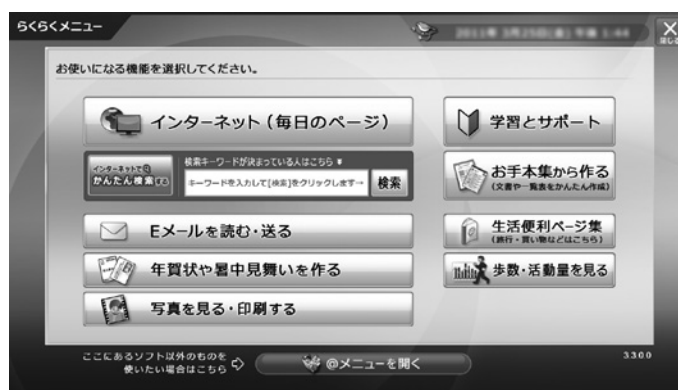 らくらくメニュー
閉じる
お使いになる機能を選択してください。
インターネット（毎日のページ）
学習とサポート
インターネットで
かんたん検索する
検索キーワードが決まっている人はこちら
キーワードを入力して[検索]をクリックします→
検索
お手本集から作る
(文書や一覧表をかんたん作成)
Eメールを読む・送る
生活便利ページ集
(旅行・買い物などはこちら)
年賀状や暑中見舞いを作る
歩数・活動量を見る
写真を見る・印刷する
ここにあるソフト以外のものを
使いたい場合はこちら
@メニューを開く
3300